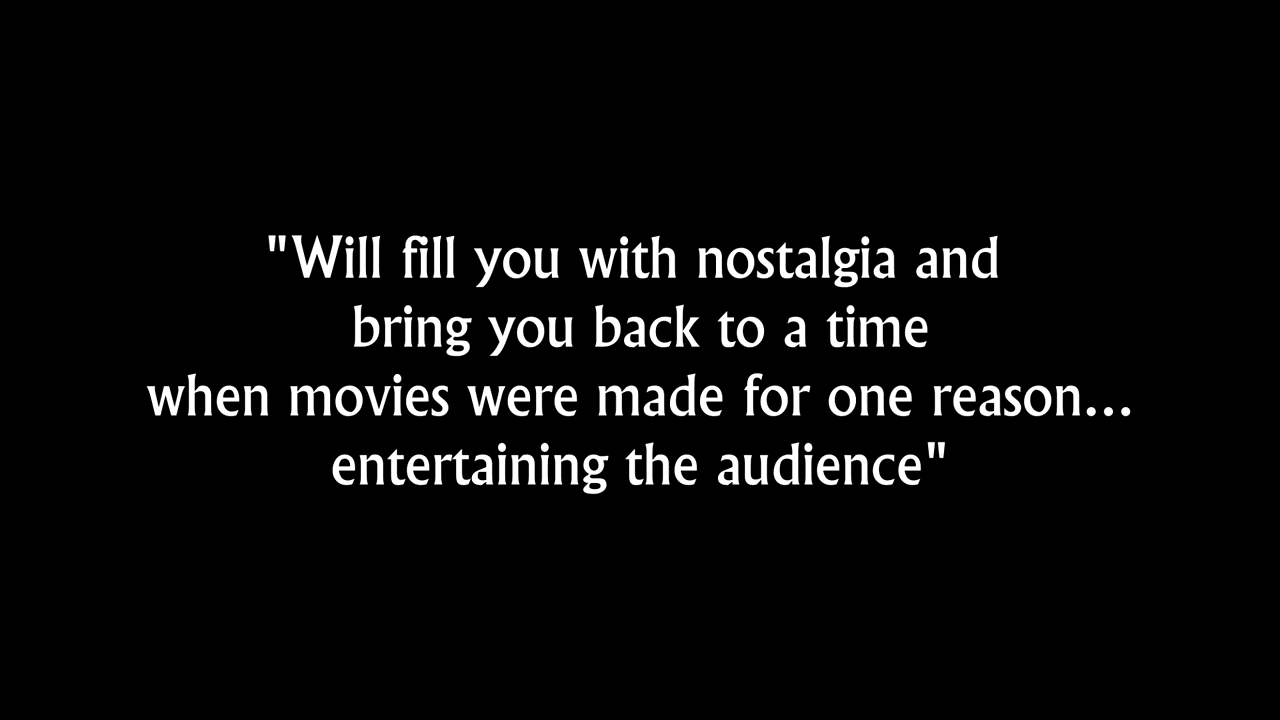 "Will fill you with nostalgia and
bring you back to a time
when movies were made for one reason...
entertaining the audience"